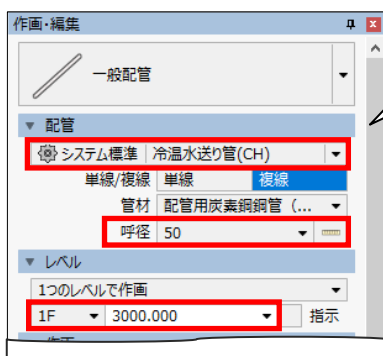 作画・編集
一般配管
配管
システム標準 冷温水送り管(CH)
単線/複線 単線 複線
管材 配管用炭素鋼鋼管 (...
呼径 50
レベル
1つのレベルで作画
1F 3000.000 指示